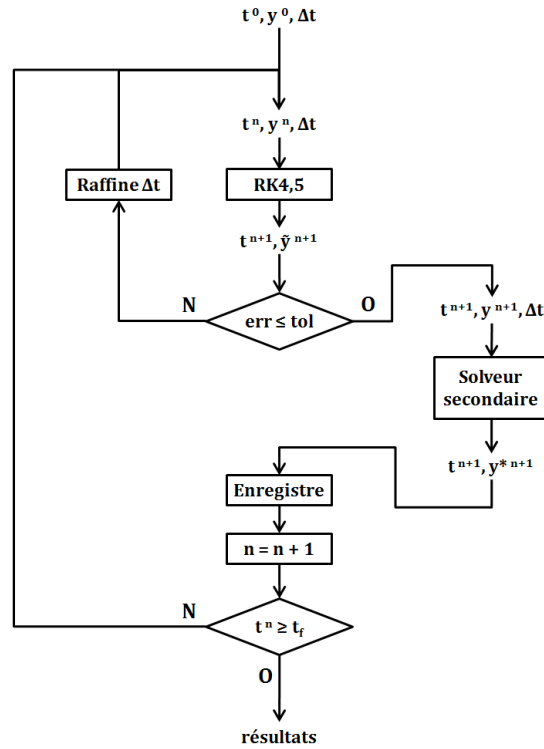 t⁰, y⁰, Δt
tⁿ, yⁿ, Δt
Raffine Δt
RK4,5
tⁿ⁺¹, ỹⁿ⁺¹
N
O
err ≤ tol
tⁿ⁺¹, yⁿ⁺¹, Δt
Solveur
secondaire
tⁿ⁺¹, y*ⁿ⁺¹
Enregistre
n = n + 1
N
tⁿ ≥ t_f
O
résultats